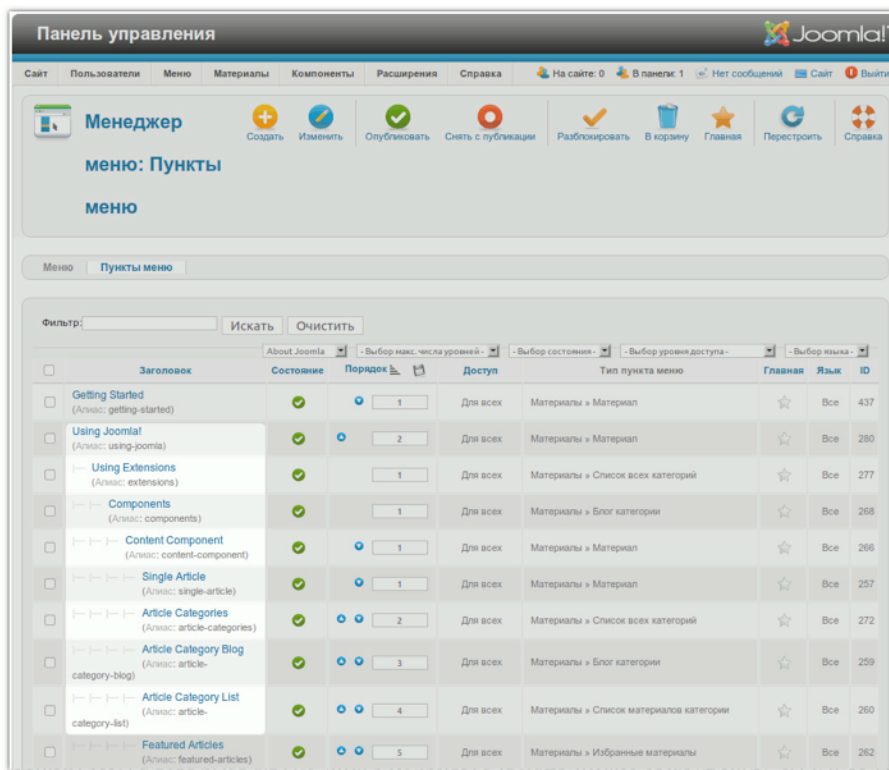 Панель управления
Joomla!
Сайт Пользователи Меню Материалы Компоненты Расширения Справка На сайте: 0 В панели: 1 Нет сообщений Сайт Выйти
Менеджер меню: Пункты меню
Создать Изменить Опубликовать Снять с публикации Разблокировать В корзину Главная Перестроить Справка
Меню Пункты меню
Фильтр: Искать Очистить
About Joomla - Выбор макс. числа уровней - - Выбор состояния - - Выбор уровня доступа - - Выбор языка -
Заголовок Состояние Порядок Доступ Тип пункта меню Главная Язык ID
Getting Started 1 Для всех Материалы » Материал Все 437
(Алиас: getting-started)
Using Joomla! 2 Для всех Материалы » Материал Все 280
(Алиас: using-joomla)
Using Extensions 1 Для всех Материалы » Список всех категорий Все 277
(Алиас: extensions)
Components 1 Для всех Материалы » Блог категории Все 268
(Алиас: components)
Content Component 1 Для всех Материалы » Материал Все 266
(Алиас: content-component)
Single Article 1 Для всех Материалы » Материал Все 257
(Алиас: single-article)
Article Categories 2 Для всех Материалы » Список всех категорий Все 272
(Алиас: article-categories)
Article Category Blog 3 Для всех Материалы » Блог категории Все 259
(Алиас: article-
category-blog)
Article Category List 4 Для всех Материалы » Список материалов категории Все 260
(Алиас: article-
category-list)
Featured Articles 5 Для всех Материалы » Избранные материалы Все 262
(Алиас: featured-articles)